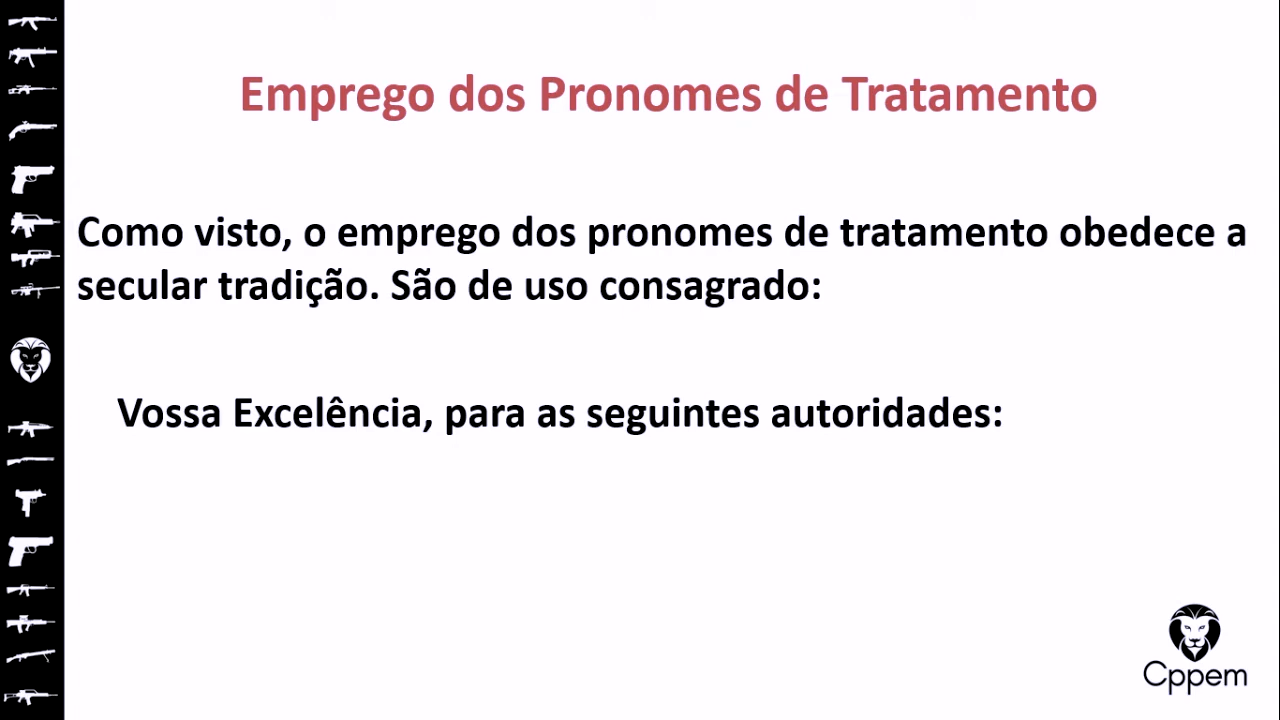 Emprego dos Pronomes de Tratamento
Como visto, o emprego dos pronomes de tratamento obedece a
secular tradição. São de uso consagrado:
Vossa Excelência, para as seguintes autoridades:
Cppem